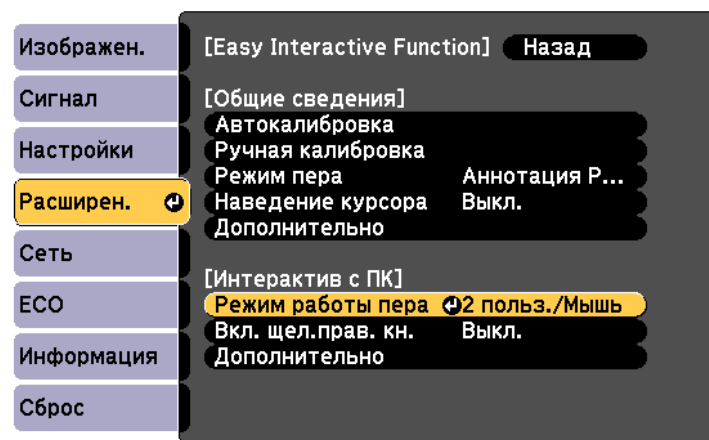 Изображен.
Сигнал
Настройки
Расширен.
Сеть
ECO
Информация
Сброс
[Easy Interactive Function] Назад
[Общие сведения]
Автокалибровка
Ручная калибровка
Режим пера Аннотация Р...
Наведение курсора Выкл.
Дополнительно
[Интерактив с ПК]
Режим работы пера 2 польз./Мышь
Вкл. щел.прав. кн. Выкл.
Дополнительно